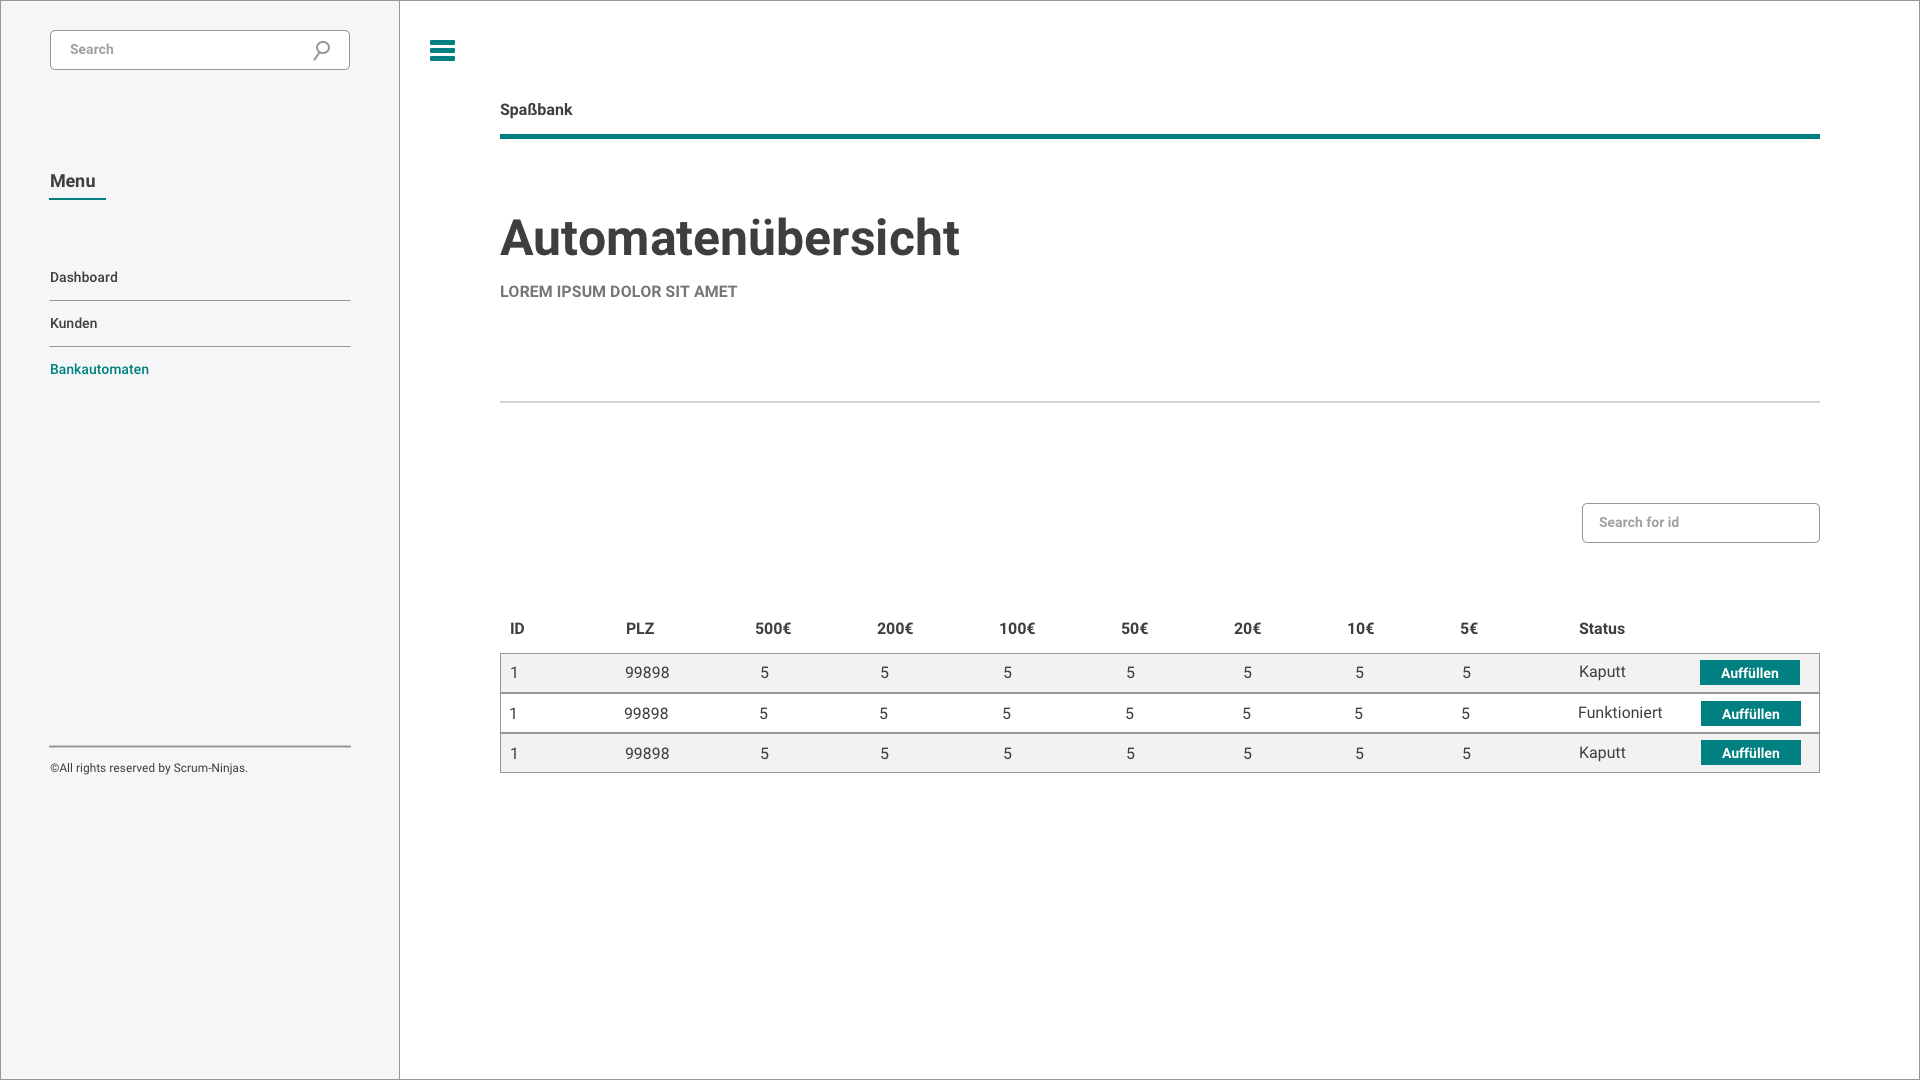 Search
Menu
Dashboard
Kunden
Bankautomaten
©All rights reserved by Scrum-Ninjas.
Spaßbank
Automatenübersicht
LOREM IPSUM DOLOR SIT AMET
Search for id
ID PLZ 500€ 200€ 100€ 50€ 20€ 10€ 5€ Status
1 99898 5 5 5 5 5 5 5 Kaputt Auffüllen
1 99898 5 5 5 5 5 5 5 Funktioniert Auffüllen
1 99898 5 5 5 5 5 5 5 Kaputt Auffüllen